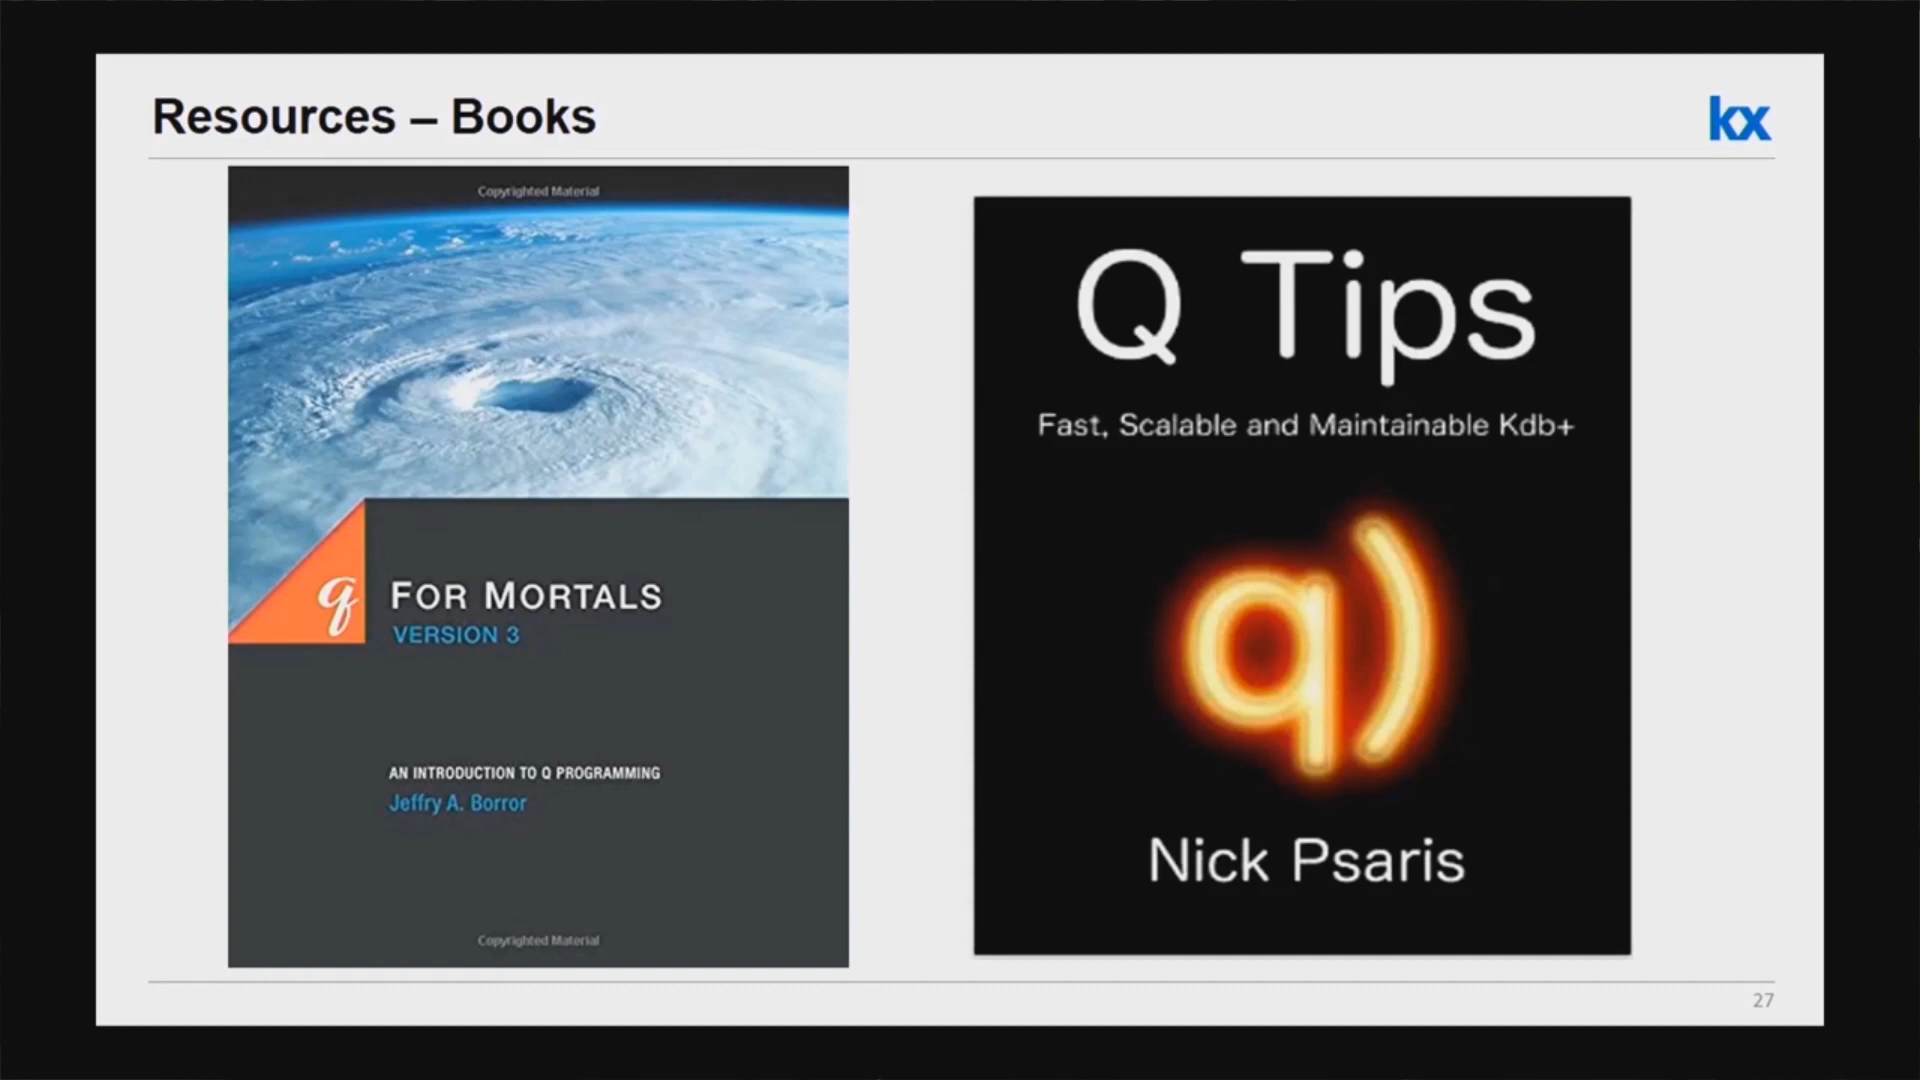 Resources – Books
kx
Copyrighted Material
q
FOR MORTALS
VERSION 3
AN INTRODUCTION TO Q PROGRAMMING
Jeffry A. Borror
Copyrighted Material
Q Tips
Fast, Scalable and Maintainable Kdb+
q)
Nick Psaris
27